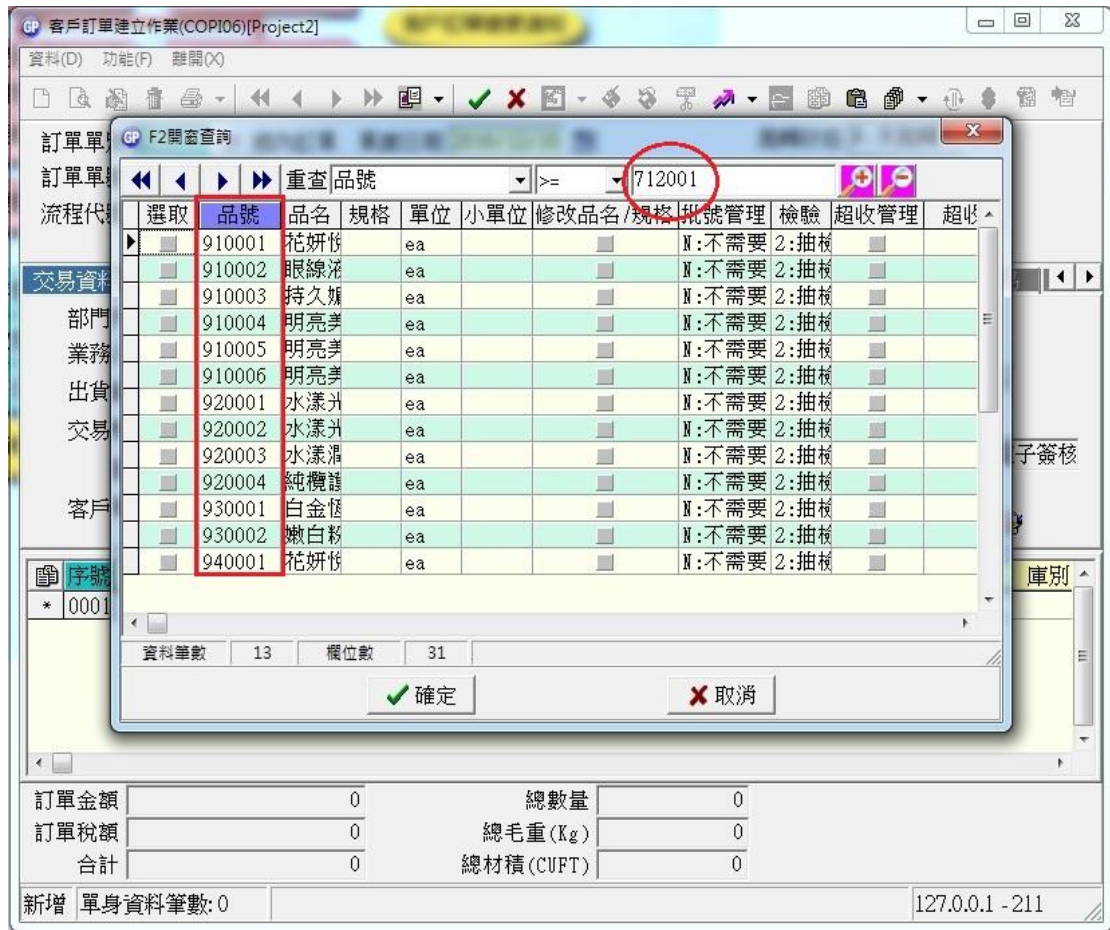 GP 客戶訂單建立作業(COPI06)[Project2]
資料(D) 功能(F) 離開(X)
訂單單
訂單單
流程代
交易資料
部門
業務
出貨
交易
客戶
子簽核
GP F2開窗查詢
重查 品號 >= 712001
選取 品號 品名 規格 單位 小單位 修改品名/規格 批號管理 檢驗 超收管理 超收
910001 花妍悅 ea N:不需要 2:抽檢
910002 眼線液 ea N:不需要 2:抽檢
910003 持久 ea N:不需要 2:抽檢
910004 明亮美 ea N:不需要 2:抽檢
910005 明亮美 ea N:不需要 2:抽檢
910006 明亮美 ea N:不需要 2:抽檢
920001 水漾光 ea N:不需要 2:抽檢
920002 水漾光 ea N:不需要 2:抽檢
920003 水漾 ea N:不需要 2:抽檢
920004 純欖 ea N:不需要 2:抽檢
930001 白金 ea N:不需要 2:抽檢
930002 嫩白粉 ea N:不需要 2:抽檢
940001 花妍悅 ea N:不需要 2:抽檢
資料筆數 13 欄位數 31
確定 取消
序號 庫別
* 0001
訂單金額 0 總數量 0
訂單稅額 0 總毛重(Kg) 0
合計 0 總材積(CUFT) 0
新增 單身資料筆數: 0 127.0.0.1 - 211